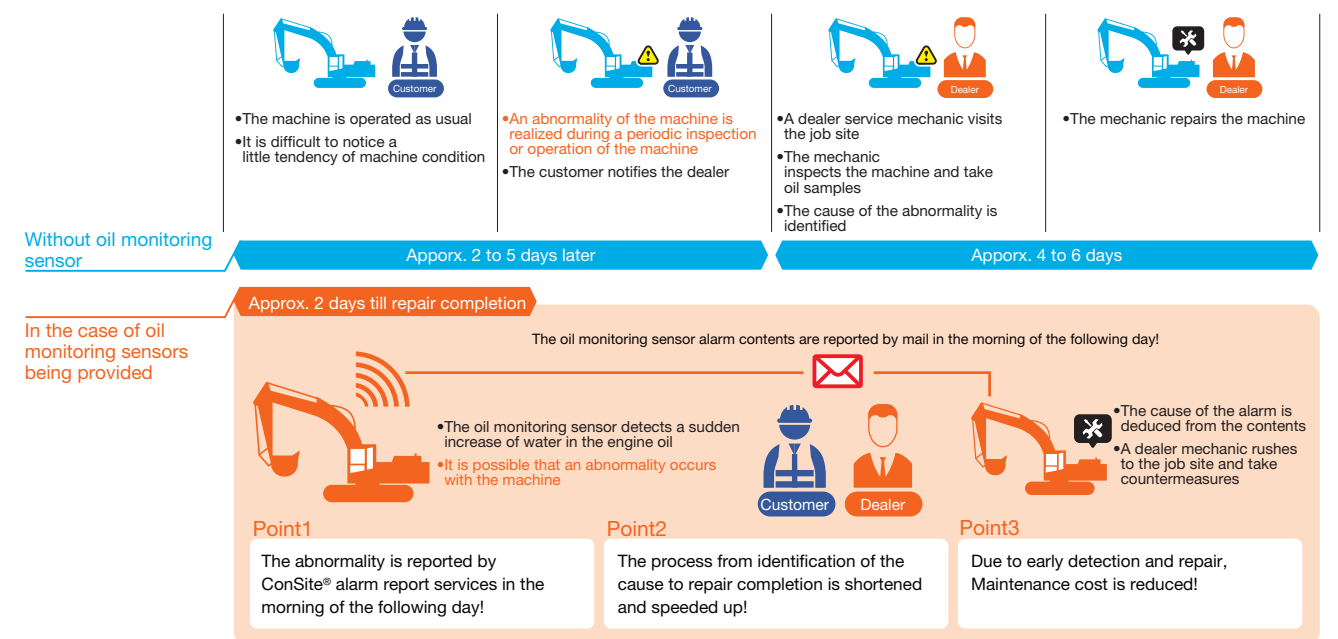 Customer
•The machine is operated as usual
•It is difficult to notice a
little tendency of machine condition
Customer
•An abnormality of the machine is
realized during a periodic inspection
or operation of the machine
•The customer notifies the dealer
Dealer
•A dealer service mechanic visits
the job site
•The mechanic
inspects the machine and take
oil samples
•The cause of the abnormality is
identified
Dealer
•The mechanic repairs the machine
Without oil monitoring
sensor
Apporx. 2 to 5 days later
Apporx. 4 to 6 days
In the case of oil
monitoring sensors
being provided
Approx. 2 days till repair completion
The oil monitoring sensor alarm contents are reported by mail in the morning of the following day!
•The oil monitoring sensor detects a sudden
increase of water in the engine oil
•It is possible that an abnormality occurs
with the machine
Customer
Dealer
•The cause of the alarm is
deduced from the contents
•A dealer mechanic rushes
to the job site and take
countermeasures
Point1
The abnormality is reported by
ConSite® alarm report services in the
morning of the following day!
Point2
The process from identification of the
cause to repair completion is shortened
and speeded up!
Point3
Due to early detection and repair,
Maintenance cost is reduced!